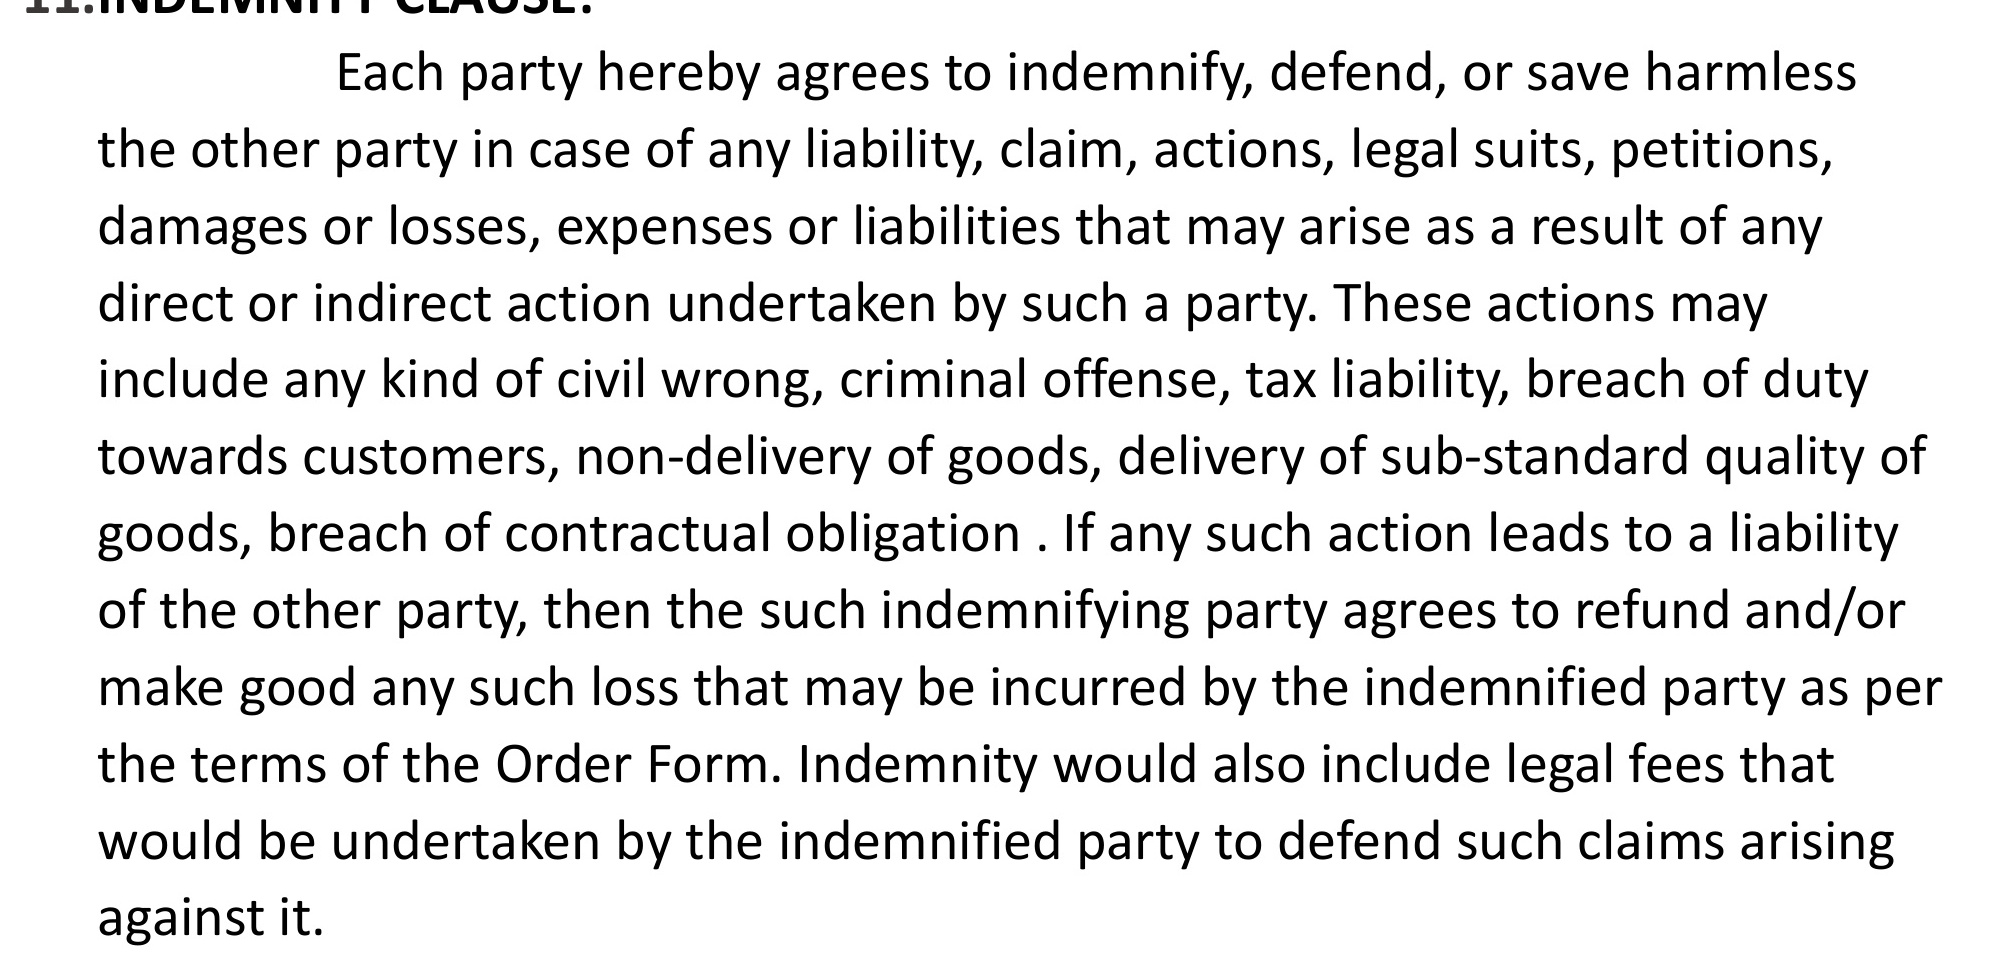 11.INDEMNITY CLAUSE:
Each party hereby agrees to indemnify, defend, or save harmless
the other party in case of any liability, claim, actions, legal suits, petitions,
damages or losses, expenses or liabilities that may arise as a result of any
direct or indirect action undertaken by such a party. These actions may
include any kind of civil wrong, criminal offense, tax liability, breach of duty
towards customers, non-delivery of goods, delivery of sub-standard quality of
goods, breach of contractual obligation . If any such action leads to a liability
of the other party, then the such indemnifying party agrees to refund and/or
make good any such loss that may be incurred by the indemnified party as per
the terms of the Order Form. Indemnity would also include legal fees that
would be undertaken by the indemnified party to defend such claims arising
against it.